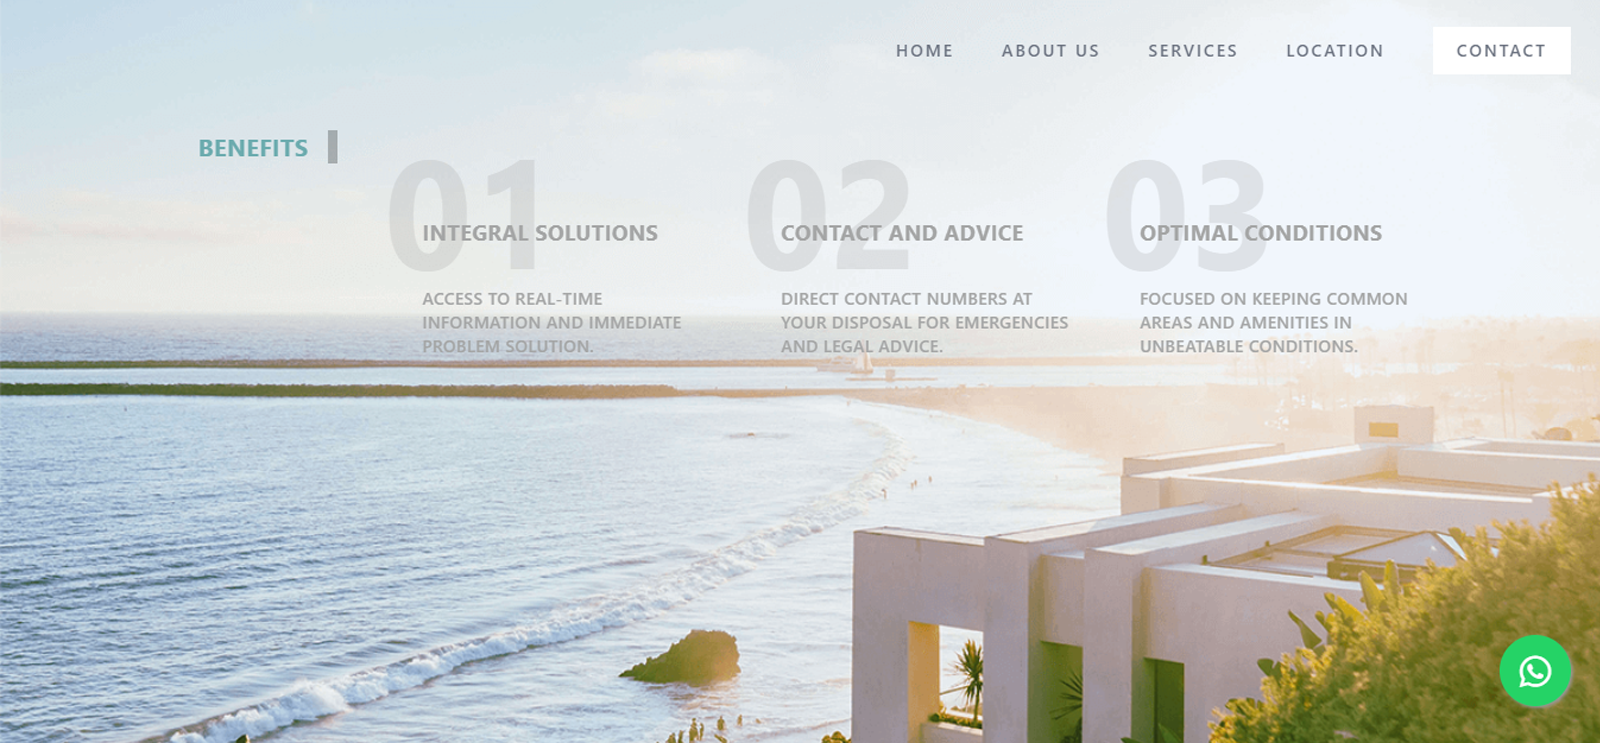 HOME
ABOUT US
SERVICES
LOCATION
CONTACT
BENEFITS
01
INTEGRAL SOLUTIONS
ACCESS TO REAL-TIME
INFORMATION AND IMMEDIATE
PROBLEM SOLUTION.
02
CONTACT AND ADVICE
DIRECT CONTACT NUMBERS AT
YOUR DISPOSAL FOR EMERGENCIES
AND LEGAL ADVICE.
03
OPTIMAL CONDITIONS
FOCUSED ON KEEPING COMMON
AREAS AND AMENITIES IN
UNBEATABLE CONDITIONS.